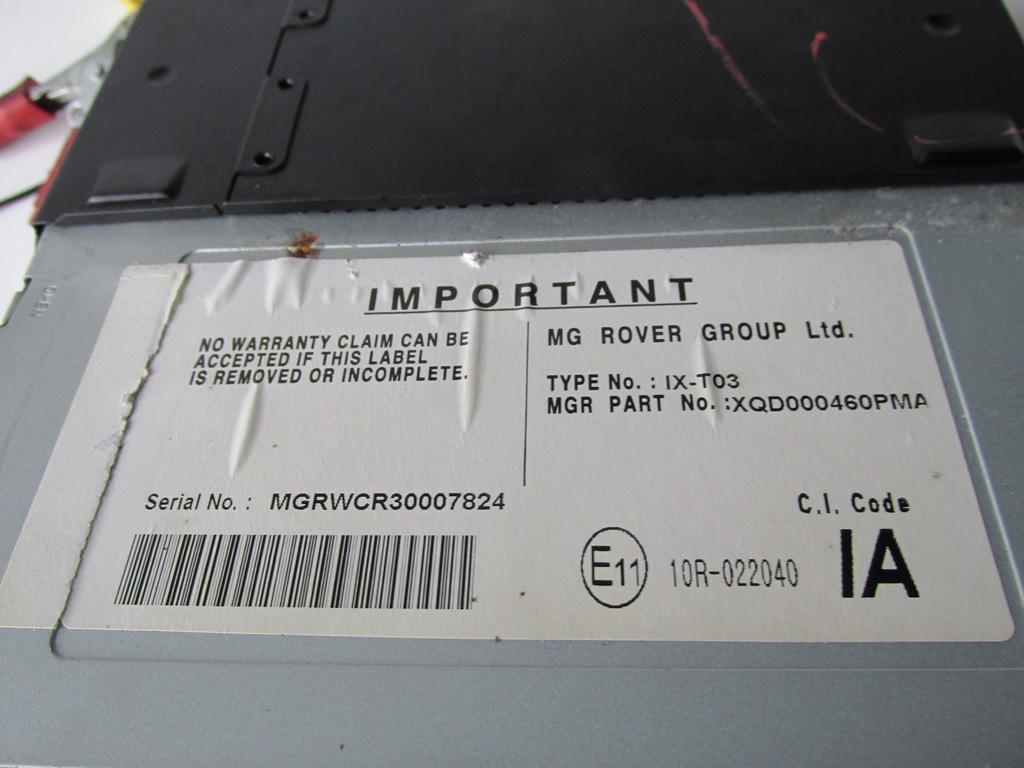 IMPORTANT
NO WARRANTY CLAIM CAN BE
ACCEPTED IF THIS LABEL
IS REMOVED OR INCOMPLETE.
MG ROVER GROUP Ltd.
TYPE No. : IX-T03
MGR PART No. :XQD000460PMA
Serial No. : MGRWCR30007824
C.I. Code
IA
E11 10R-022040